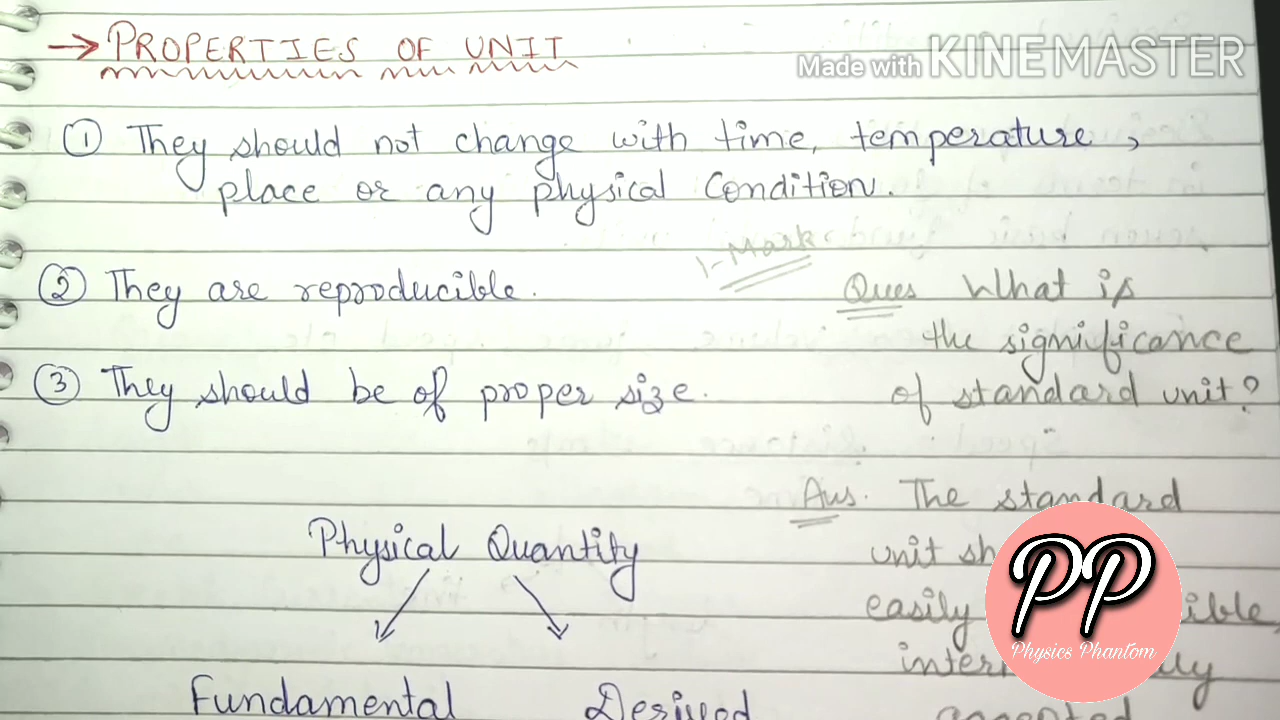 → PROPERTIES OF UNIT
Made with KINEMASTER
① They should not change with time, temperature,
place or any physical Condition.
1-Mark
② They are reproducible.
③ They should be of proper size.
Ques What is
the significance
of standard unit?
Ans. The standard
unit
easily
accepted
Physical Quantity
Fundamental Derived
PP
Physics Phantom